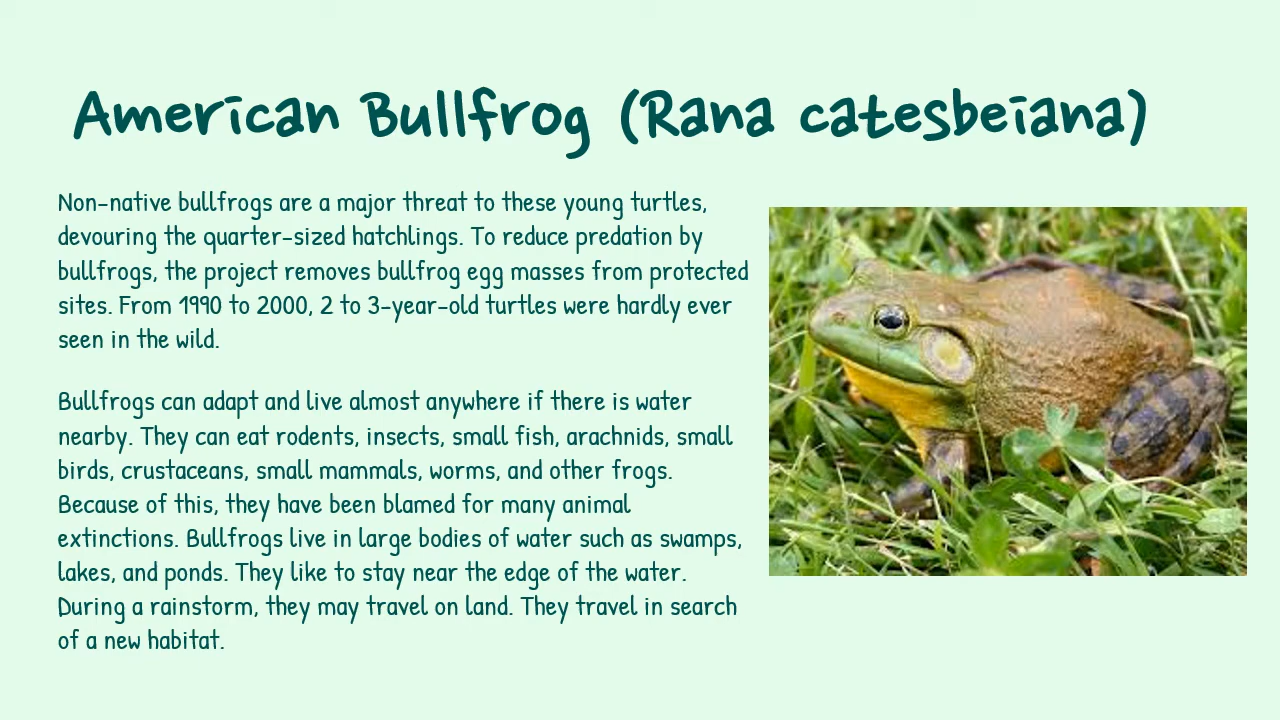 American Bullfrog (Rana catesbeiana)
Non-native bullfrogs are a major threat to these young turtles,
devouring the quarter-sized hatchlings. To reduce predation by
bullfrogs, the project removes bullfrog egg masses from protected
sites. From 1990 to 2000, 2 to 3-year-old turtles were hardly ever
seen in the wild.
Bullfrogs can adapt and live almost anywhere if there is water
nearby. They can eat rodents, insects, small fish, arachnids, small
birds, crustaceans, small mammals, worms, and other frogs.
Because of this, they have been blamed for many animal
extinctions. Bullfrogs live in large bodies of water such as swamps,
lakes, and ponds. They like to stay near the edge of the water.
During a rainstorm, they may travel on land. They travel in search
of a new habitat.